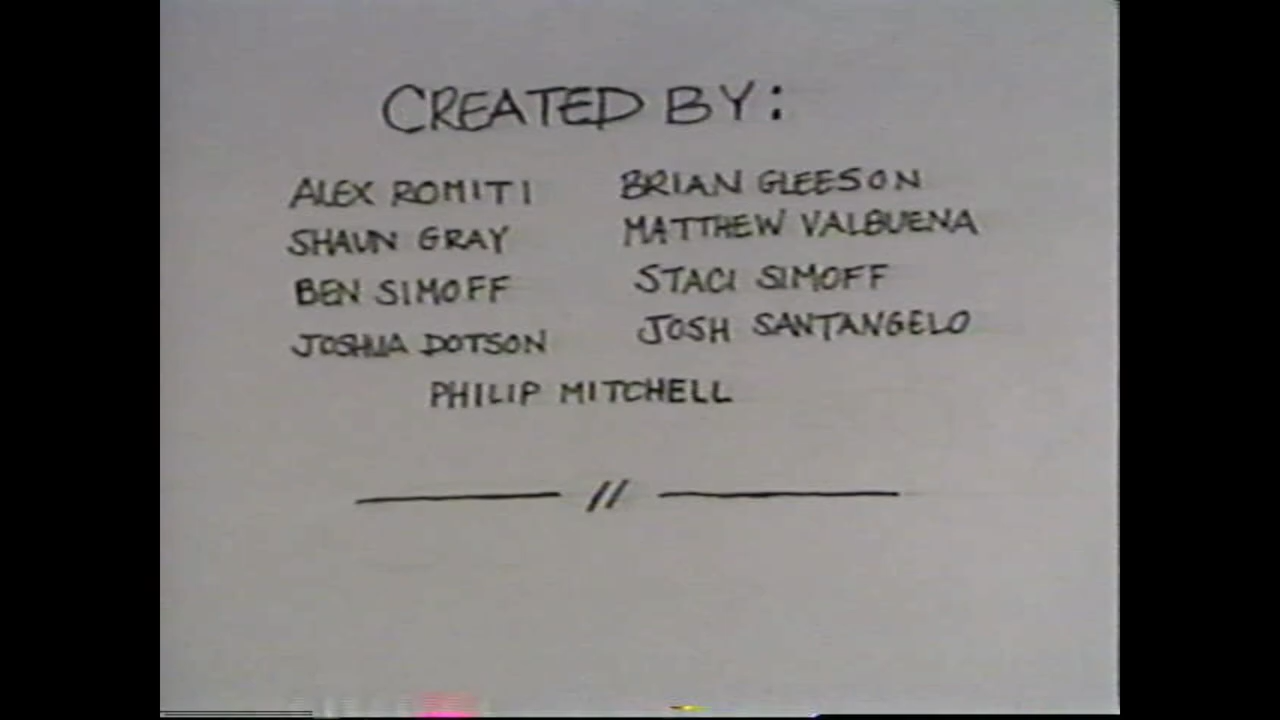 CREATED BY:
ALEX ROMITI BRIAN GLEESON
SHAUN GRAY MATTHEW VALBUENA
BEN SIMOFF STACI SIMOFF
JOSHUA DOTSON JOSH SANTANGELO
PHILIP MITCHELL
//